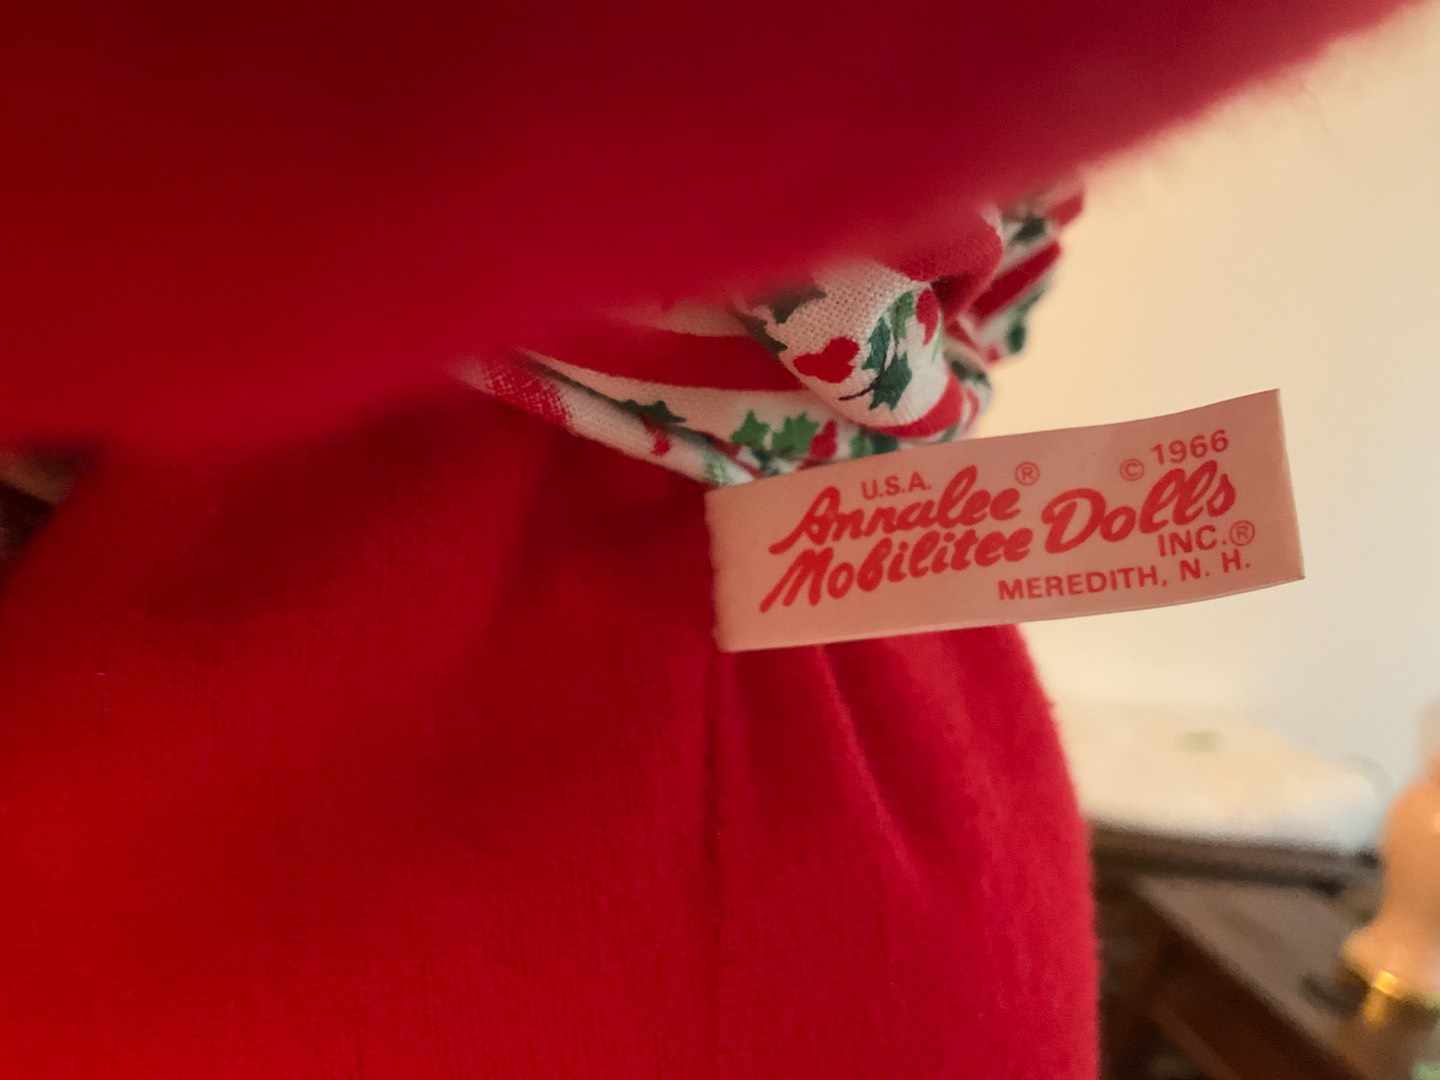 U.S.A. © 1966
Annalee®
Mobilitee Dolls
INC.®
MEREDITH, N. H.